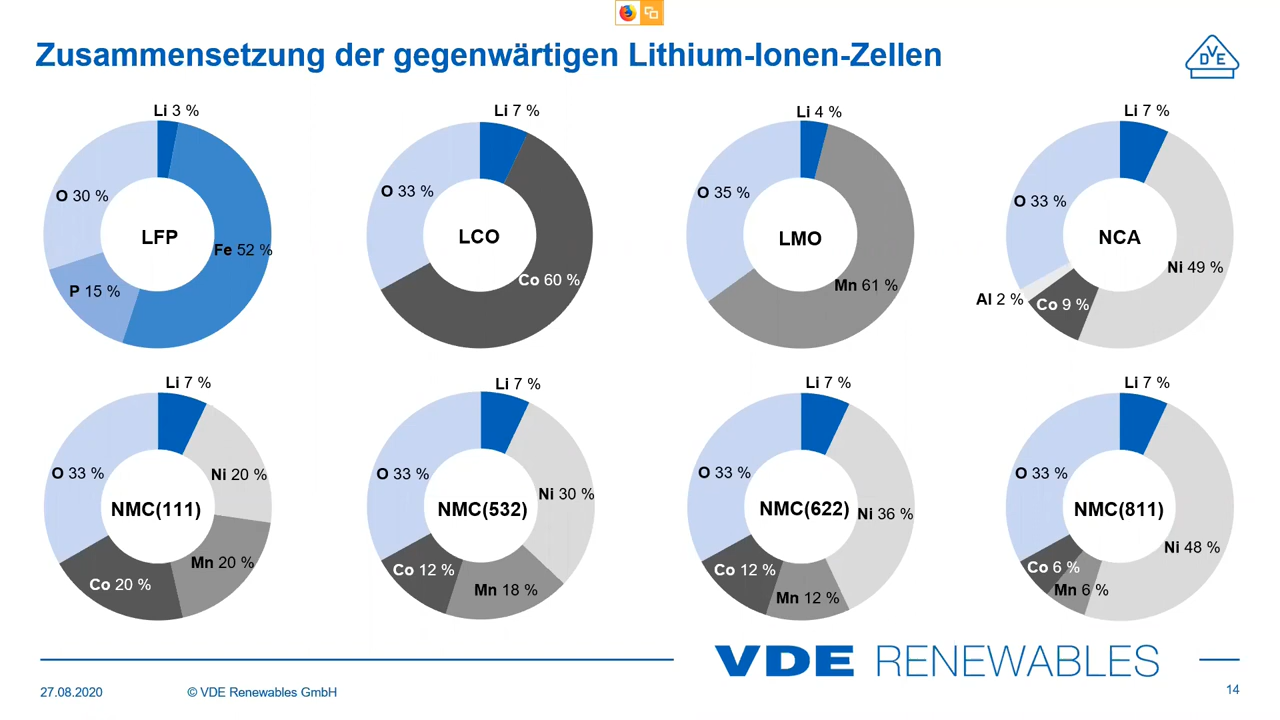 Zusammensetzung der gegenwärtigen Lithium-Ionen-Zellen
DVE
Li 3 %
O 30 %
LFP
Fe 52 %
P 15 %
Li 7 %
O 33 %
LCO
Co 60 %
Li 4 %
O 35 %
LMO
Mn 61 %
Li 7 %
O 33 %
NCA
Ni 49 %
Al 2 %
Co 9 %
Li 7 %
O 33 %
Ni 20 %
NMC(111)
Mn 20 %
Co 20 %
Li 7 %
O 33 %
Ni 30 %
NMC(532)
Co 12 %
Mn 18 %
Li 7 %
O 33 %
NMC(622)
Ni 36 %
Co 12 %
Mn 12 %
Li 7 %
O 33 %
NMC(811)
Ni 48 %
Co 6 %
Mn 6 %
VDE RENEWABLES
27.08.2020
© VDE Renewables GmbH
14